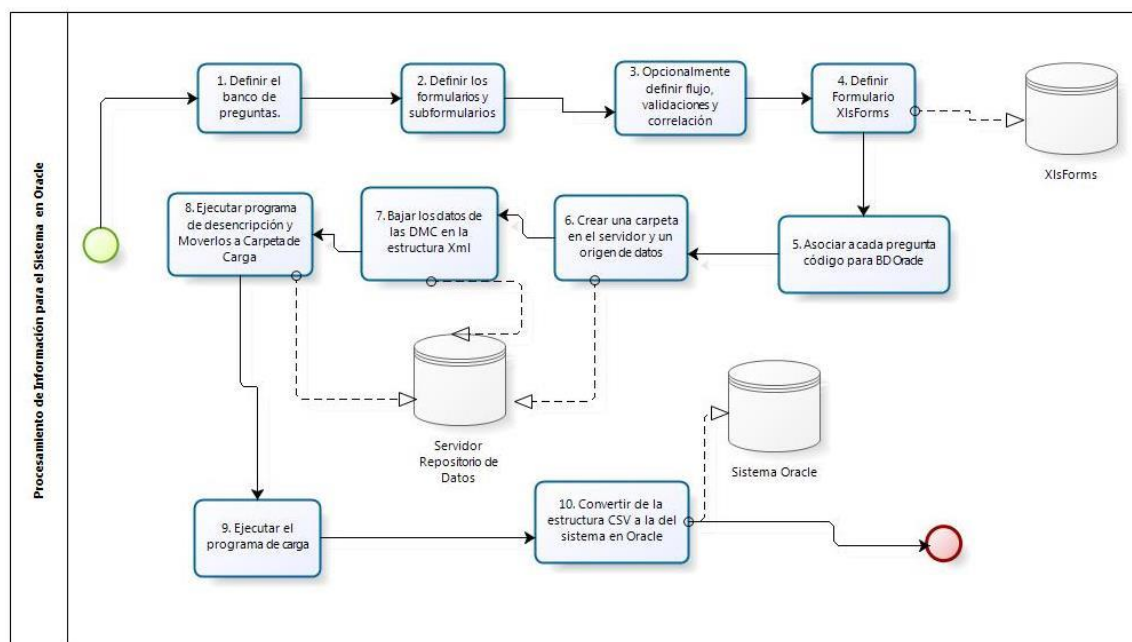 Procesamiento de Información para el Sistema en Oracle
1. Definir el
banco de
preguntas.
2. Definir los
formularios y
subformularios
3. Opcionalmente
definir flujo,
validaciones y
correlación
4. Definir
Formulario
XlsForms
XlsForms
8. Ejecutar programa
de desencripción y
Moverlos a Carpeta de
Carga
7. Bajar los datos de
las DMC en la
estructura Xml
6. Crear una carpeta
en el servidor y un
origen de datos
5. Asociar a cada pregunta
código para BD Oracle
Servidor
Repositorio de
Datos
Sistema Oracle
9. Ejecutar el
programa de carga
10. Convertir de la
estructura CSV a la del
sistema en Oracle